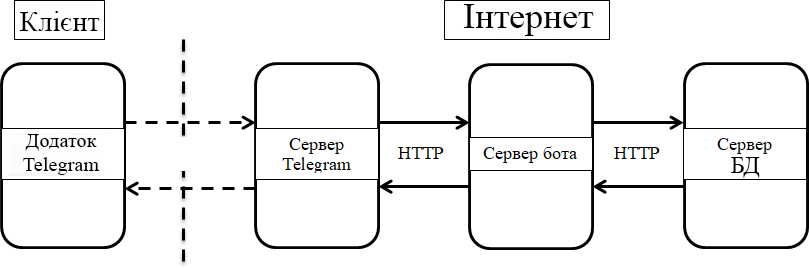 Клієнт
Інтернет
Додаток
Telegram
Сервер
Telegram
HTTP
Сервер бота
HTTP
Сервер
БД